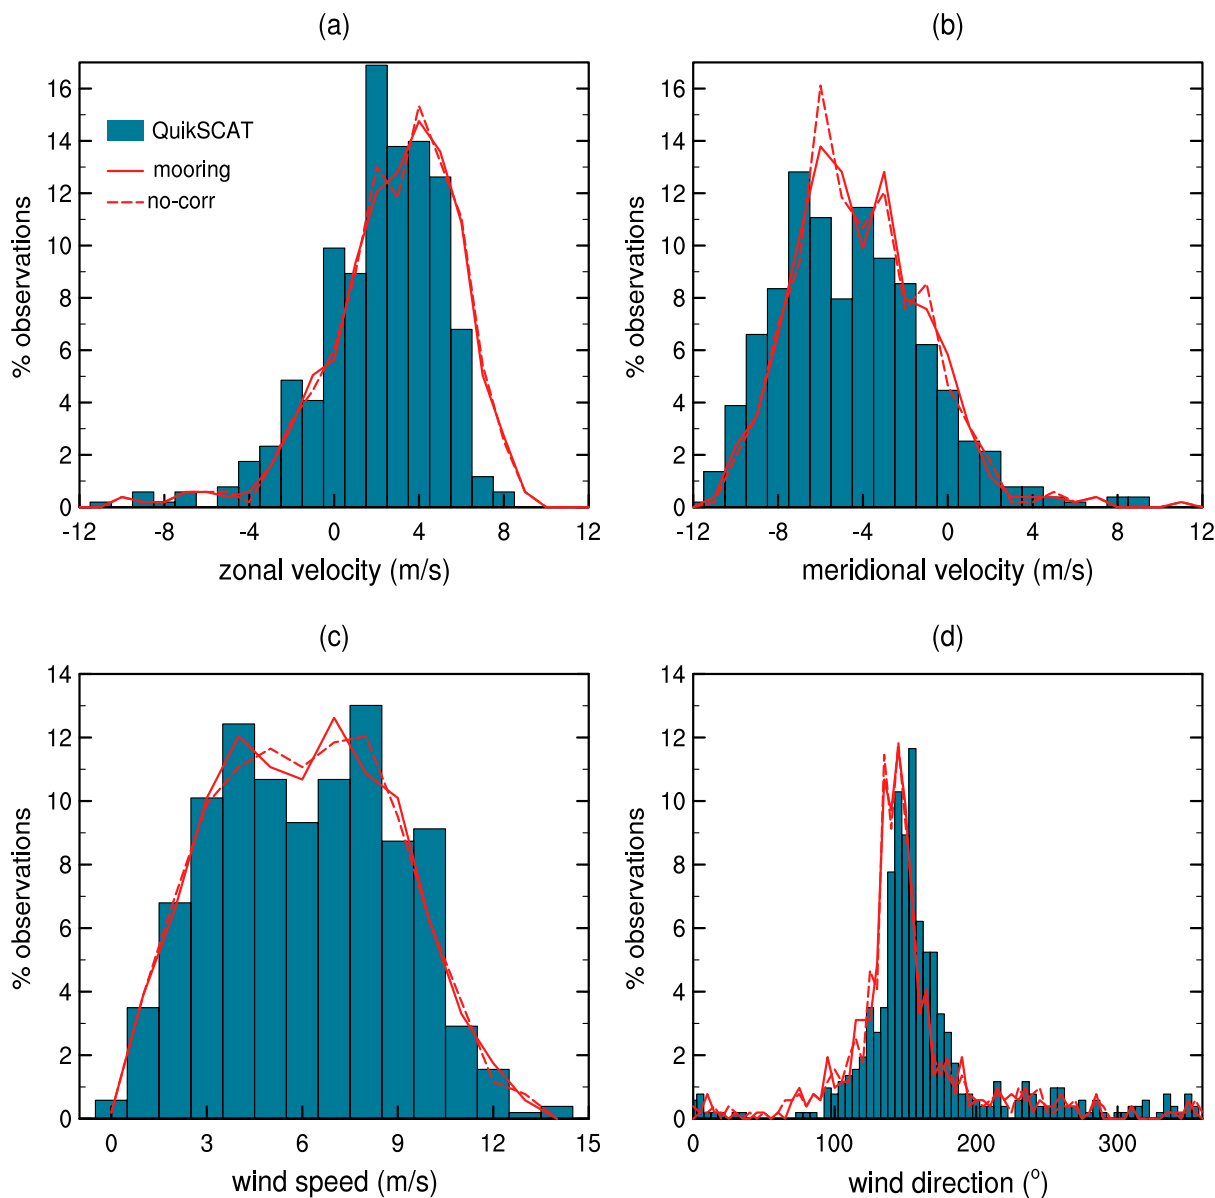 (a)
16
14
12
10
8
6
4
2
0
% observations
QuikSCAT
mooring
no-corr
-12 -8 -4 0 4 8 12
zonal velocity (m/s)
(b)
16
14
12
10
8
6
4
2
0
% observations
-12 -8 -4 0 4 8 12
meridional velocity (m/s)
(c)
14
12
10
8
6
4
2
0
% observations
0 3 6 9 12 15
wind speed (m/s)
(d)
14
12
10
8
6
4
2
0
% observations
100 200 300
wind direction (º)